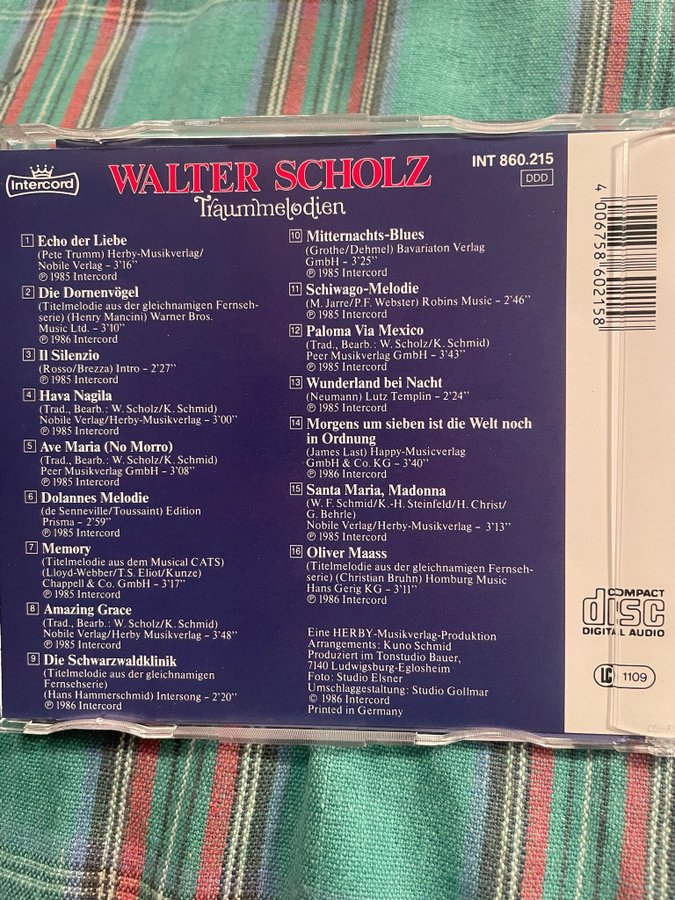 Intercord
WALTER SCHOLZ
Traummelodien
INT 860.215
DDD
1 Echo der Liebe
(Pete Trumm) Herby-Musikverlag/
Nobile Verlag – 3'16"
℗ 1985 Intercord
2 Die Dornenvögel
(Titelmelodie aus der gleichnamigen Fernseh-
serie) (Henry Mancini) Warner Bros.
Music Ltd. – 3'10"
℗ 1986 Intercord
3 Il Silenzio
(Rosso/Brezza) Intro – 2'27"
℗ 1985 Intercord
4 Hava Nagila
(Trad., Bearb.: W. Scholz/K. Schmid)
Nobile Verlag/Herby-Musikverlag – 3'00"
℗ 1985 Intercord
5 Ave Maria (No Morro)
(Trad., Bearb.: W. Scholz/K. Schmid)
Peer Musikverlag GmbH – 3'08"
℗ 1985 Intercord
6 Dolannes Melodie
(de Senneville/Toussaint) Edition
Prisma – 2'59"
℗ 1985 Intercord
7 Memory
(Titelmelodie aus dem Musical CATS)
(Lloyd-Webber/T.S. Eliot/Kunze)
Chappell & Co. GmbH – 3'17"
℗ 1985 Intercord
8 Amazing Grace
(Trad., Bearb.: W. Scholz/K. Schmid)
Nobile Verlag/Herby Musikverlag – 3'48"
℗ 1985 Intercord
9 Die Schwarzwaldklinik
(Titelmelodie aus der gleichnamigen
Fernsehserie)
(Hans Hammerschmid) Intersong – 2'20"
℗ 1986 Intercord
10 Mitternachts-Blues
(Grothe/Dehmel) Bavariaton Verlag
GmbH – 3'25"
℗ 1985 Intercord
11 Schiwago-Melodie
(M. Jarre/P.F. Webster) Robins Music – 2'46"
℗ 1985 Intercord
12 Paloma Via Mexico
(Trad., Bearb.: W. Scholz/K. Schmid)
Peer Musikverlag GmbH – 3'43"
℗ 1985 Intercord
13 Wunderland bei Nacht
(Neumann) Lutz Templin – 2'24"
℗ 1985 Intercord
14 Morgens um sieben ist die Welt noch
in Ordnung
(James Last) Happy-Musicverlag
GmbH & Co. KG – 3'40"
℗ 1986 Intercord
15 Santa Maria, Madonna
(W. F. Schmid/K.-H. Steinfeld/H. Christ/
G. Behrle)
Nobile Verlag/Herby-Musikverlag – 3'13"
℗ 1985 Intercord
16 Oliver Maass
(Titelmelodie aus der gleichnamigen Fernseh-
serie) (Christian Bruhn) Homburg Music
Hans Gerig KG – 3'11"
℗ 1986 Intercord
Eine HERBY-Musikverlag-Produktion
Arrangements: Kuno Schmid
Produziert im Tonstudio Bauer,
7140 Ludwigsburg-Eglosheim
Foto: Studio Elsner
Umschlaggestaltung: Studio Gollmar
© 1986 Intercord
Printed in Germany
4 006758 602158
COMPACT
disc
DIGITAL AUDIO
LC 1109